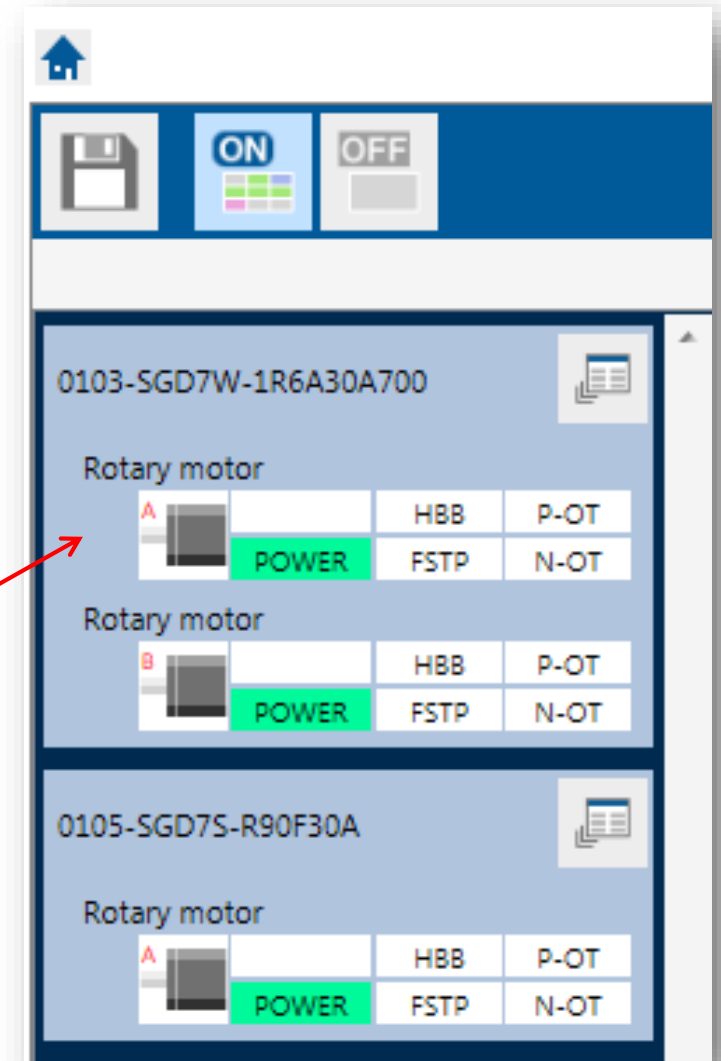 ON OFF
0103-SGD7W-1R6A30A700
Rotary motor
A HBB P-OT
POWER FSTP N-OT
Rotary motor
B HBB P-OT
POWER FSTP N-OT
0105-SGD7S-R90F30A
Rotary motor
A HBB P-OT
POWER FSTP N-OT